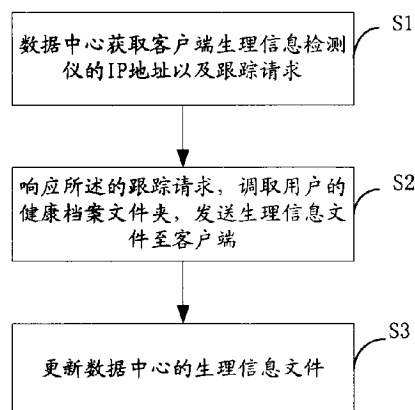 数据中心获取客户端生理信息检测
仪的IP地址以及跟踪请求
S1
响应所述的跟踪请求，调取用户的
健康档案文件夹，发送生理信息文
件至客户端
S2
更新数据中心的生理信息文件
S3